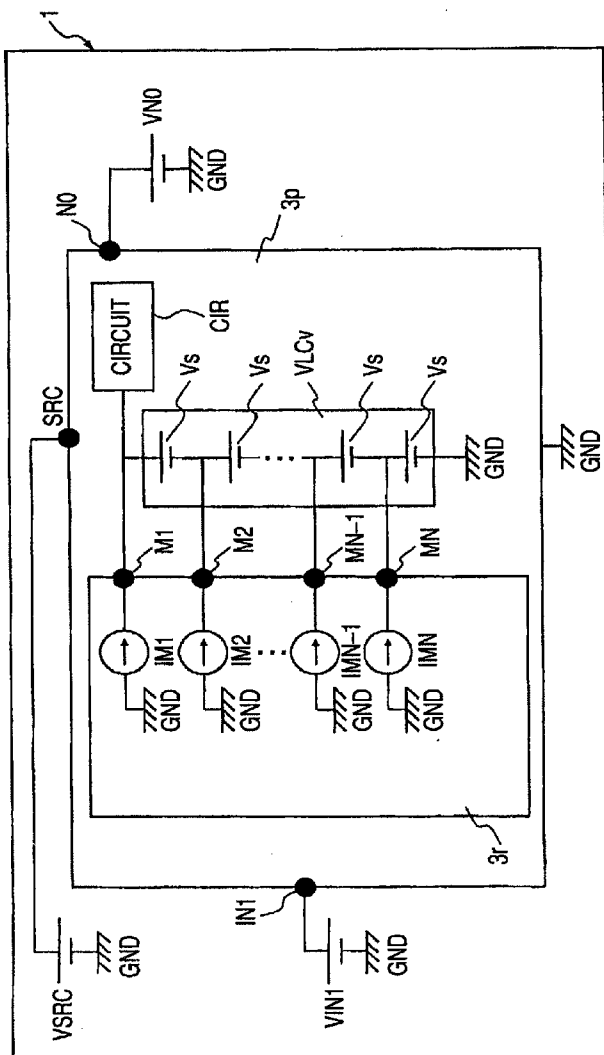 1
VN0
GND
N0
3p
SRC
CIRCUIT
CIR
Vs
Vs
VLCv
Vs
Vs
GND
GND
M1
M2
MN-1
MN
IM1
IM2
IMN-1
IMN
GND
GND
GND
GND
3r
IN1
VSRC
GND
VIN1
GND